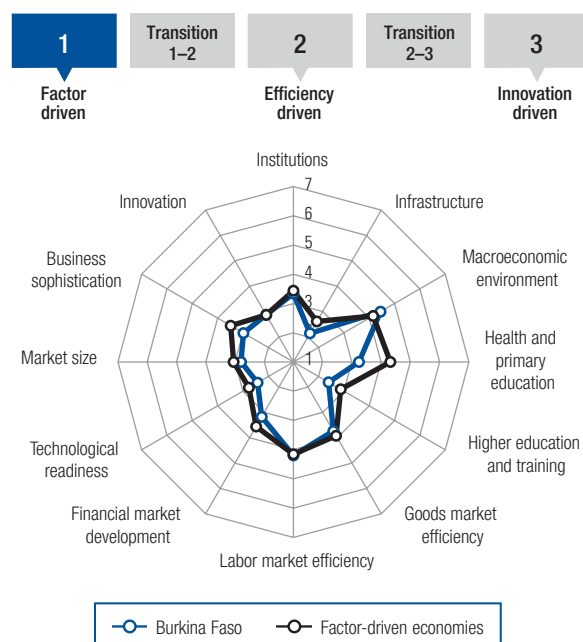 1
Transition
1–2
2
Transition
2–3
3
Factor
driven
Efficiency
driven
Innovation
driven
Institutions
Infrastructure
Macroeconomic
environment
Health and
primary
education
Higher education
and training
Goods market
efficiency
Labor market efficiency
Financial market
development
Technological
readiness
Market size
Business
sophistication
Innovation
7
6
5
4
3
1
Burkina Faso
Factor-driven economies